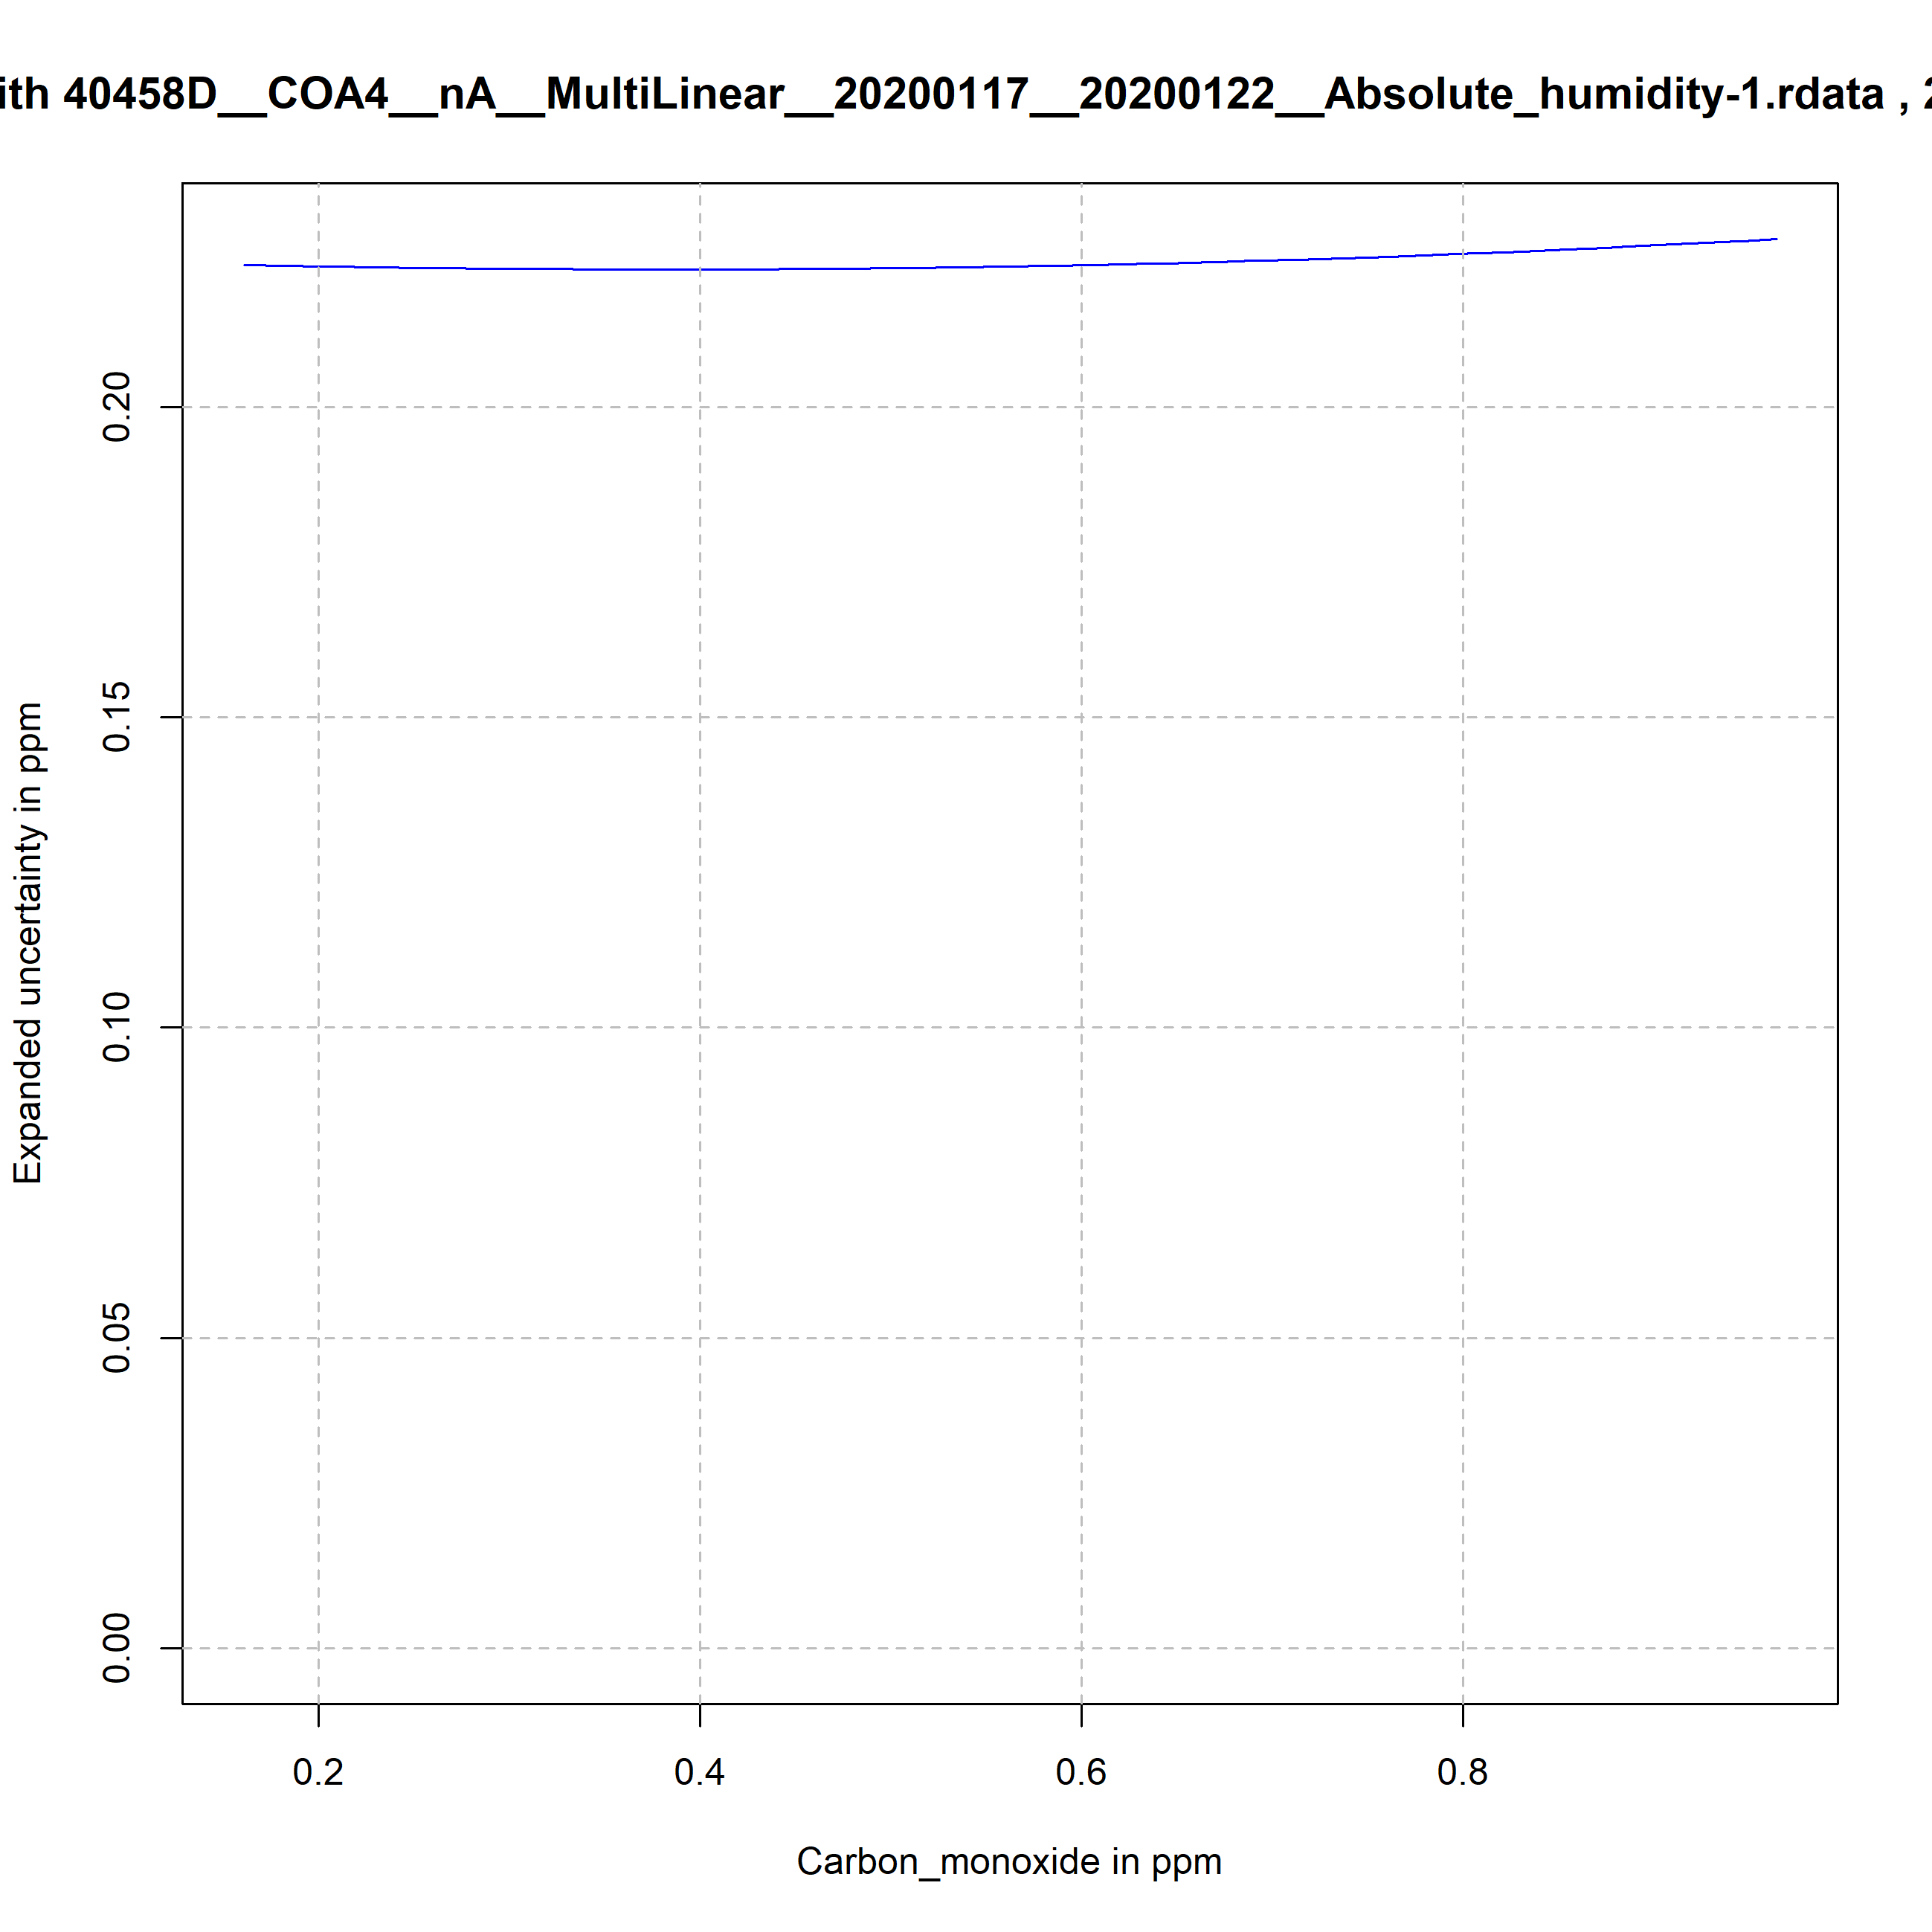 ith 40458D__COA4__nA__MultiLinear__20200117__20200122__Absolute_humidity-1.rdata , 2
0.20
0.15
0.10
0.05
0.00
Expanded uncertainty in ppm
0.2 0.4 0.6 0.8
Carbon_monoxide in ppm